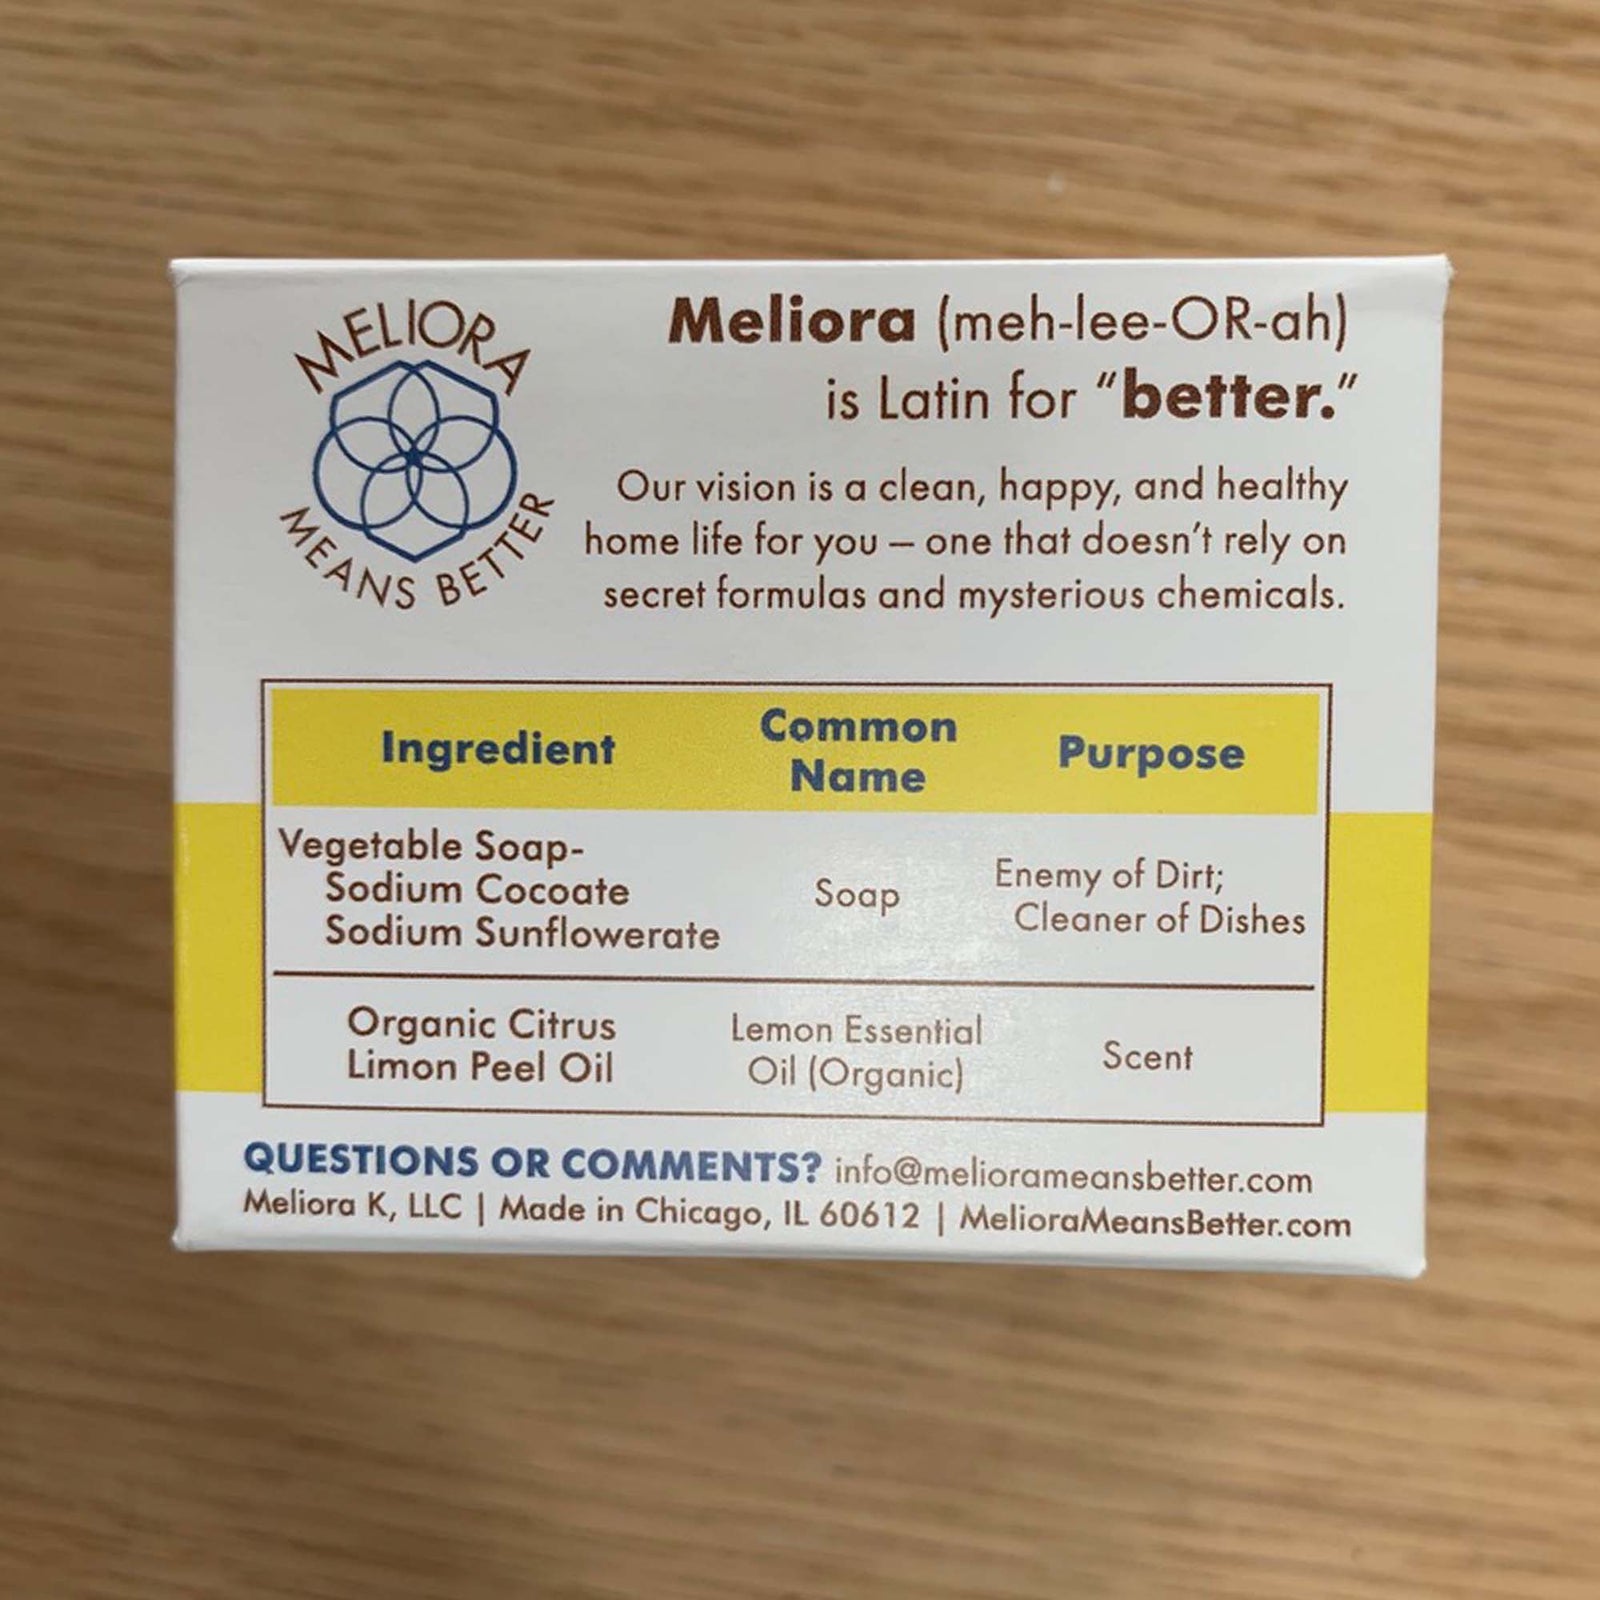 MELIORA
MEANS BETTER
Meliora (meh-lee-OR-ah)
is Latin for “better.”
Our vision is a clean, happy, and healthy
home life for you – one that doesn’t rely on
secret formulas and mysterious chemicals.
Ingredient
Common
Name
Purpose
Vegetable Soap-
Sodium Cocoate
Sodium Sunflowerate
Soap
Enemy of Dirt;
Cleaner of Dishes
Organic Citrus
Limon Peel Oil
Lemon Essential
Oil (Organic)
Scent
QUESTIONS OR COMMENTS? info@meliorameansbetter.com
Meliora K, LLC | Made in Chicago, IL 60612 | MelioraMeansBetter.com